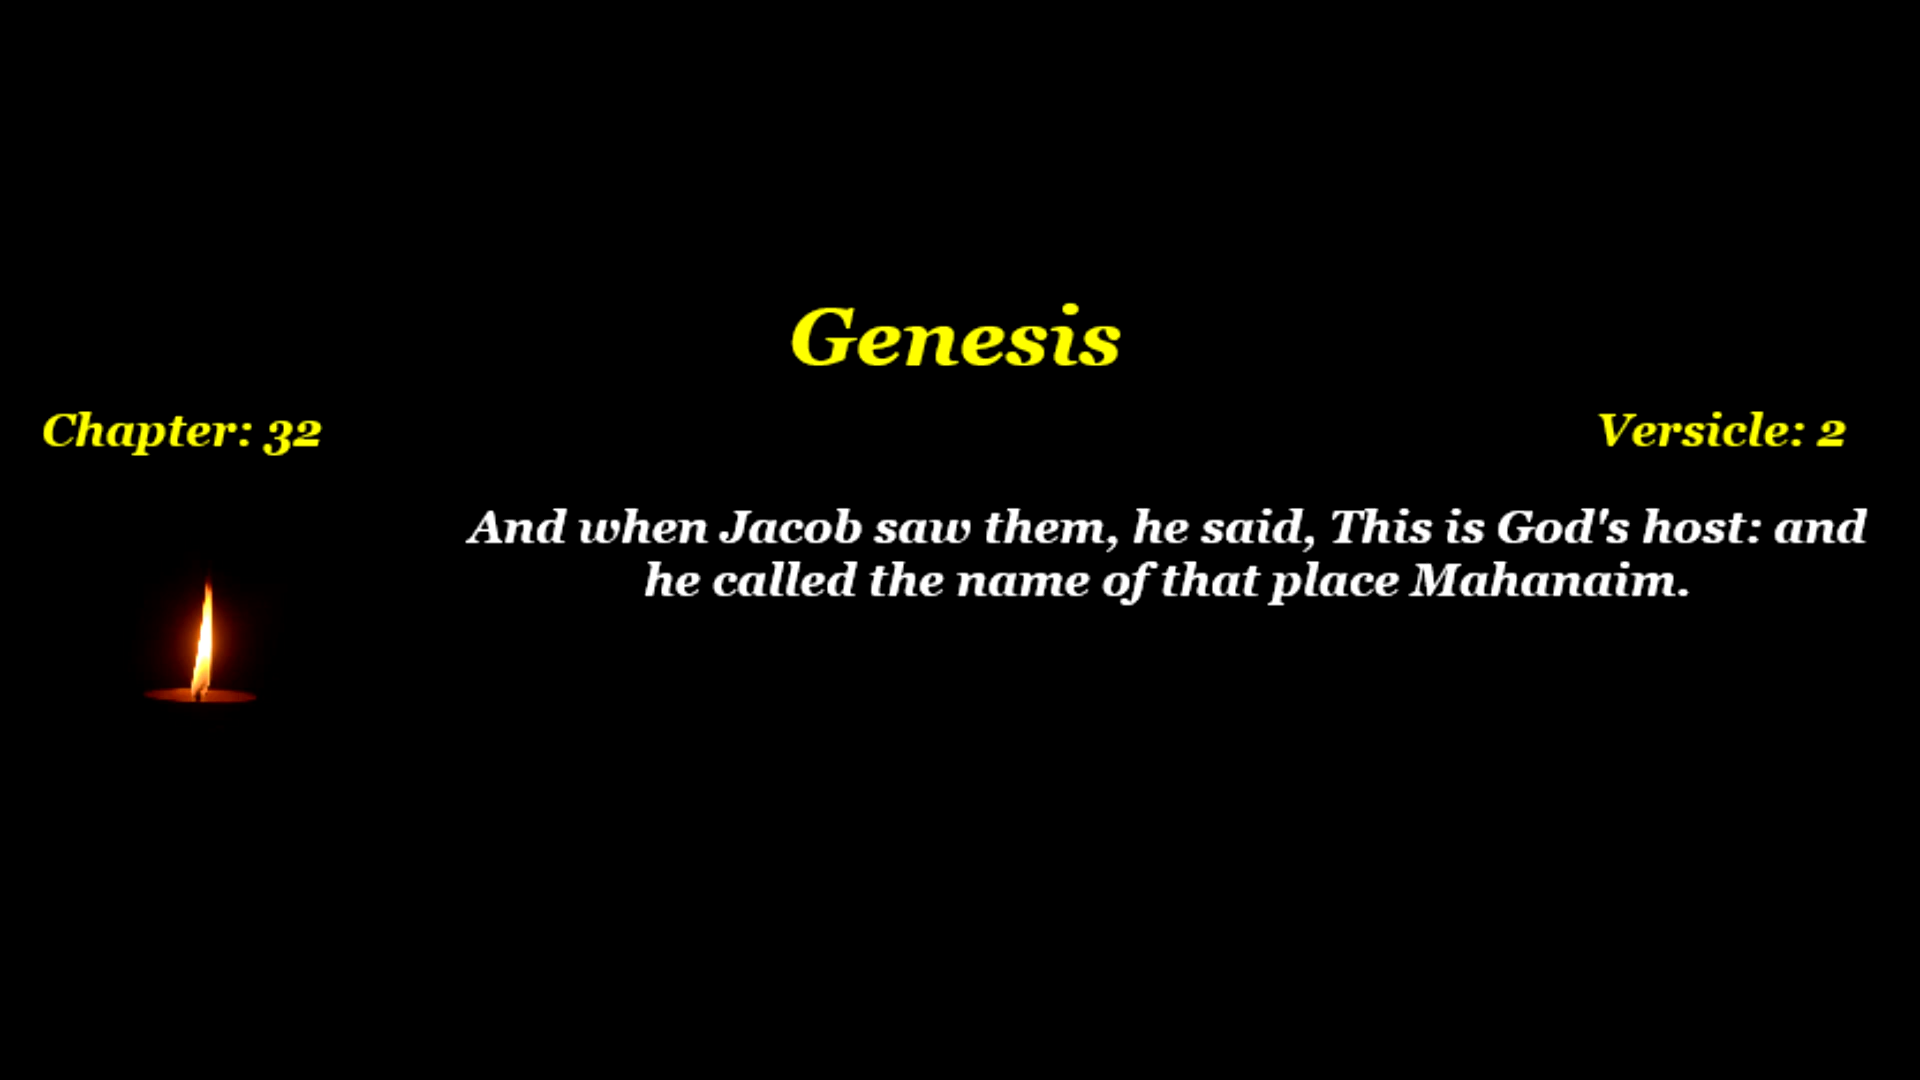 Genesis
Chapter: 32
Versicle: 2
And when Jacob saw them, he said, This is God's host: and
he called the name of that place Mahanaim.